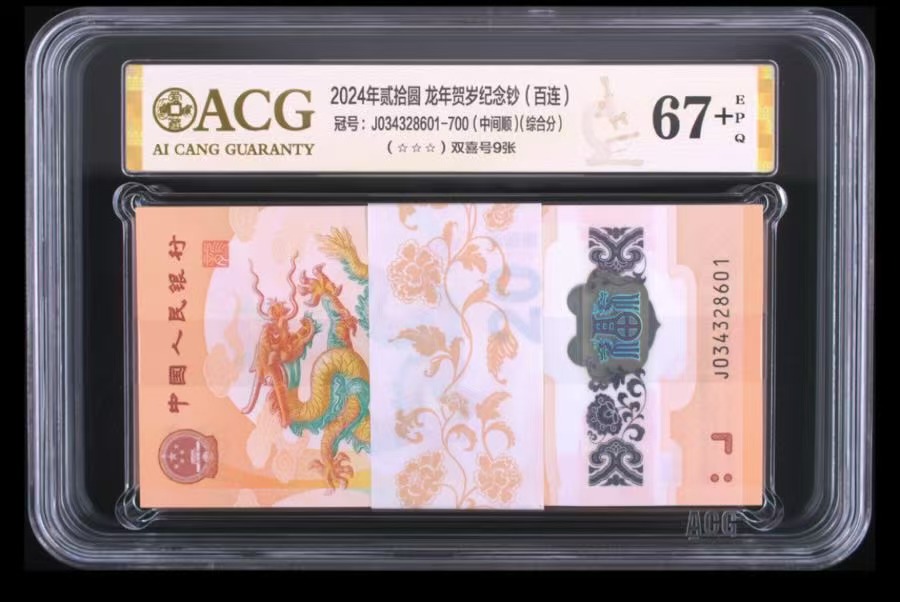 ACG
AI CANG GUARANTY
2024年贰拾圆 龙年贺岁纪念钞(百连)
冠号:J034328601-700(中间顺)(综合分)
(☆☆☆)双喜号9张
67+
EPQ
中国人民银行
20
J034328601
ACG